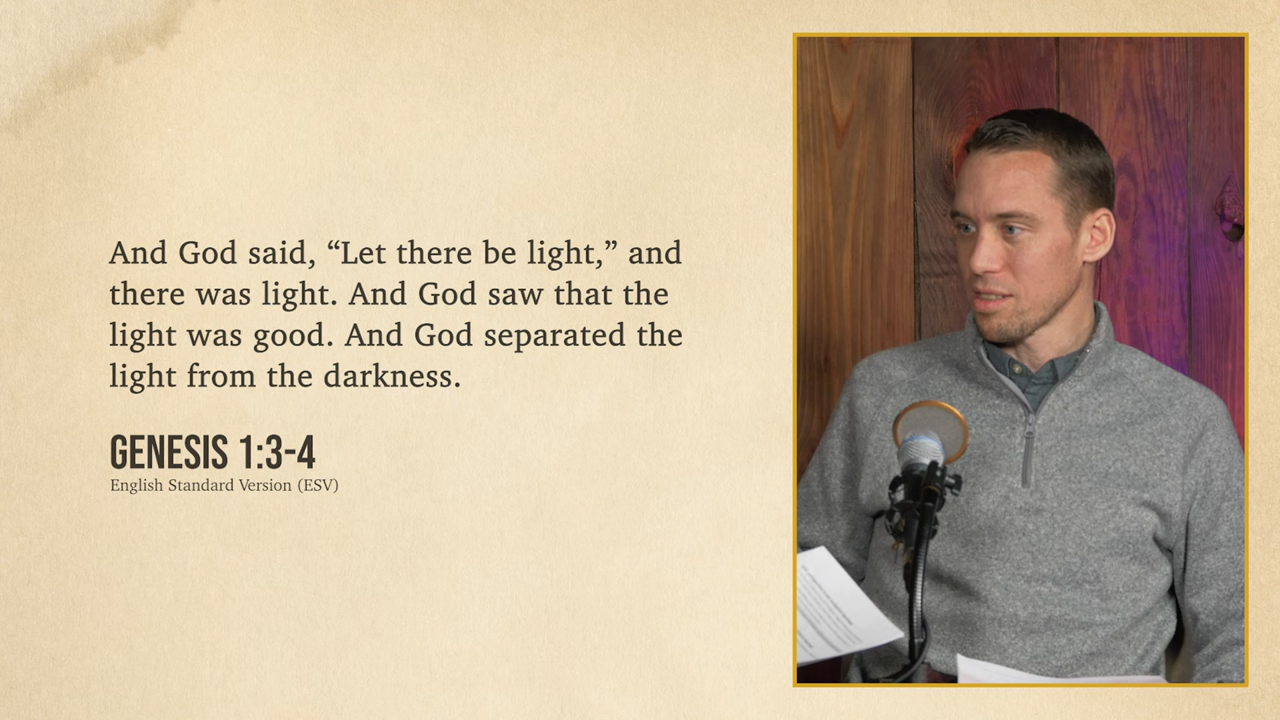 And God said, “Let there be light,” and
there was light. And God saw that the
light was good. And God separated the
light from the darkness.
GENESIS 1:3-4
English Standard Version (ESV)